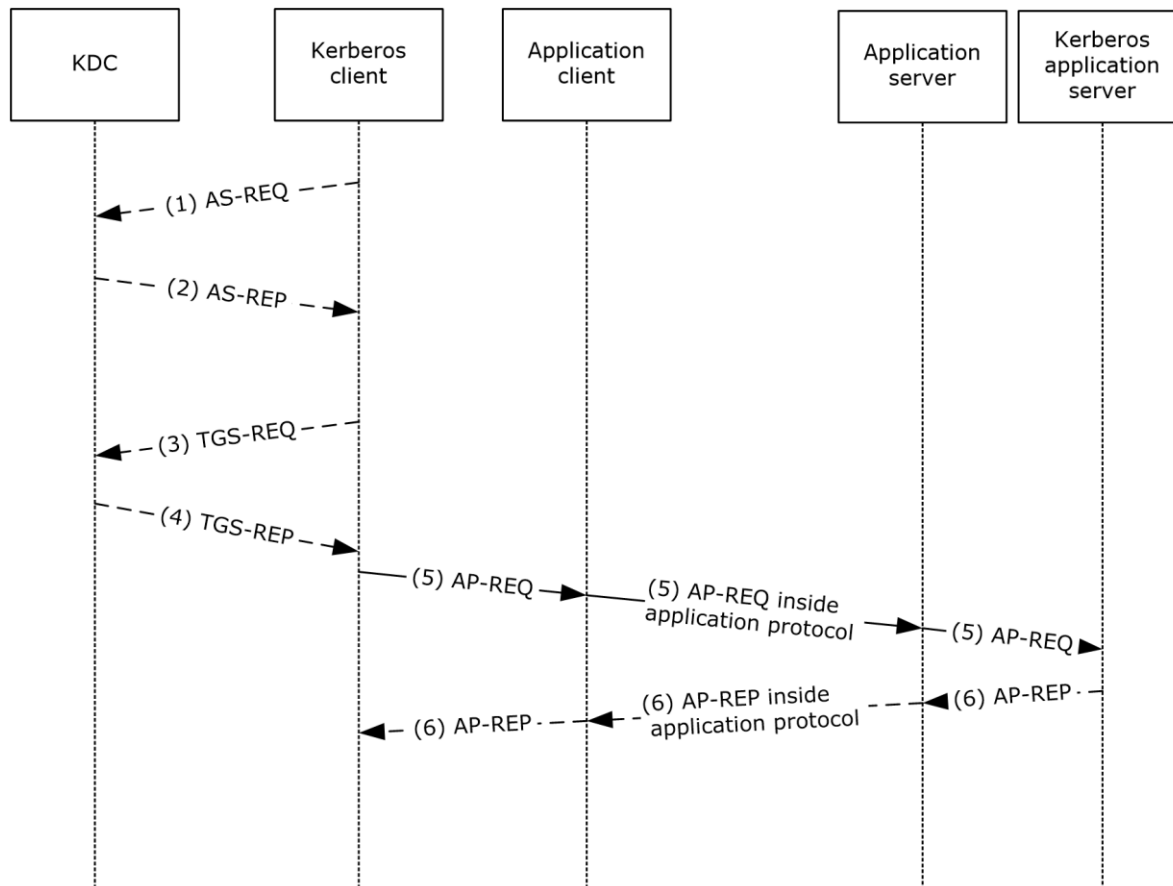 KDC
Kerberos
client
Application
client
Application
server
Kerberos
application
server
(1) AS-REQ
(2) AS-REP
(3) TGS-REQ
(4) TGS-REP
(5) AP-REQ
(5) AP-REQ inside
application protocol
(5) AP-REQ
(6) AP-REP
(6) AP-REP inside
application protocol
(6) AP-REP